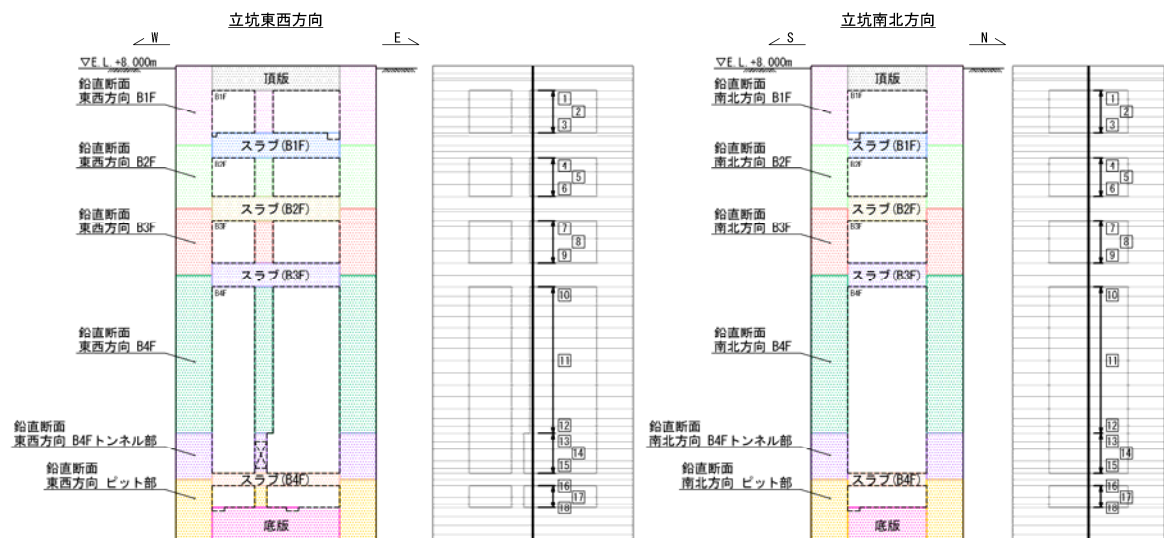 立坑東西方向
W
E
▽E.L.+8.000m
頂版
鉛直断面
東西方向 B1F
B1F
スラブ(B1F)
鉛直断面
東西方向 B2F
B2F
スラブ(B2F)
鉛直断面
東西方向 B3F
B3F
スラブ(B3F)
鉛直断面
東西方向 B4F
B4F
鉛直断面
東西方向 B4Fトンネル部
鉛直断面
東西方向 ピット部
スラブ(B4F)
底版
1
2
3
4
5
6
7
8
9
10
11
12
13
14
15
16
17
18
立坑南北方向
S
N
▽E.L.+8.000m
頂版
鉛直断面
南北方向 B1F
B1F
スラブ(B1F)
鉛直断面
南北方向 B2F
B2F
スラブ(B2F)
鉛直断面
南北方向 B3F
B3F
スラブ(B3F)
鉛直断面
南北方向 B4F
B4F
鉛直断面
南北方向 B4Fトンネル部
鉛直断面
南北方向 ピット部
スラブ(B4F)
底版
1
2
3
4
5
6
7
8
9
10
11
12
13
14
15
16
17
18